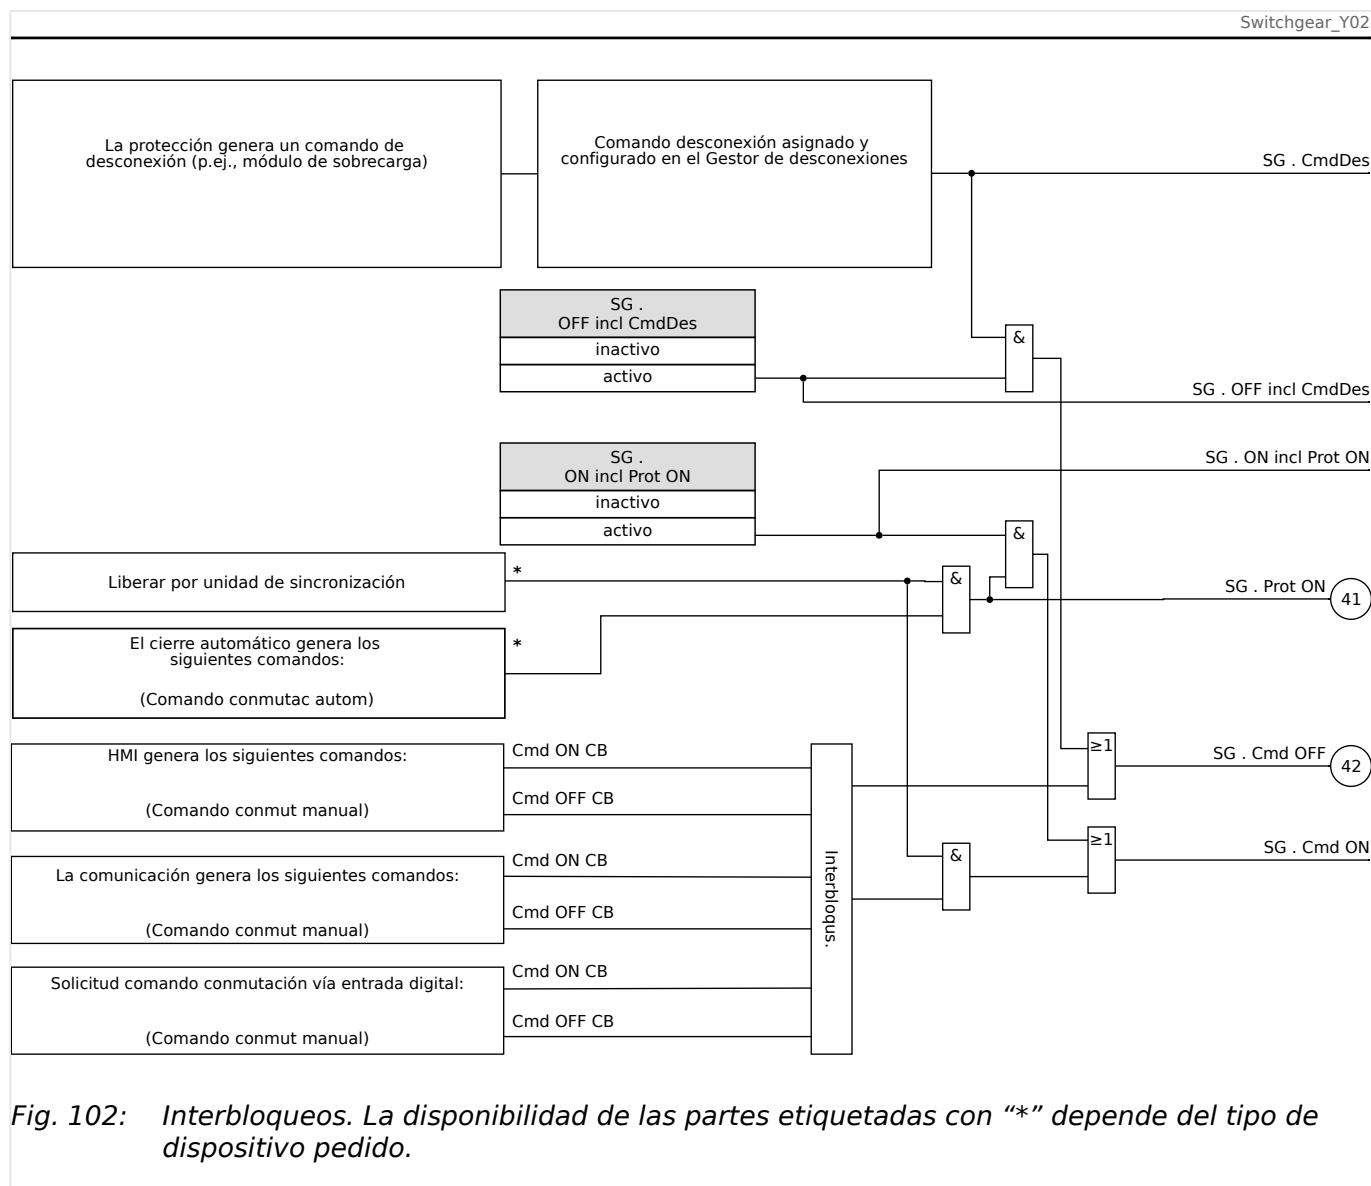 Switchgear_Y02
La protección genera un comando de
desconexión (p.ej., módulo de sobrecarga)
Comando desconexión asignado y
configurado en el Gestor de desconexiones
SG . CmdDes
SG .
OFF incl CmdDes
inactivo
activo
&
SG . OFF incl CmdDes
SG .
ON incl Prot ON
inactivo
activo
SG . ON incl Prot ON
&
Liberar por unidad de sincronización
*
&
SG . Prot ON
41
El cierre automático genera los
siguientes comandos:
(Comando conmutac autom)
*
HMI genera los siguientes comandos:
(Comando conmut manual)
Cmd ON CB
Cmd OFF CB
≥1
SG . Cmd OFF
42
La comunicación genera los siguientes comandos:
(Comando conmut manual)
Cmd ON CB
Cmd OFF CB
Interbloqus.
&
≥1
SG . Cmd ON
Solicitud comando conmutación vía entrada digital:
(Comando conmut manual)
Cmd ON CB
Cmd OFF CB
Fig. 102: Interbloqueos. La disponibilidad de las partes etiquetadas con “*” depende del tipo de
dispositivo pedido.